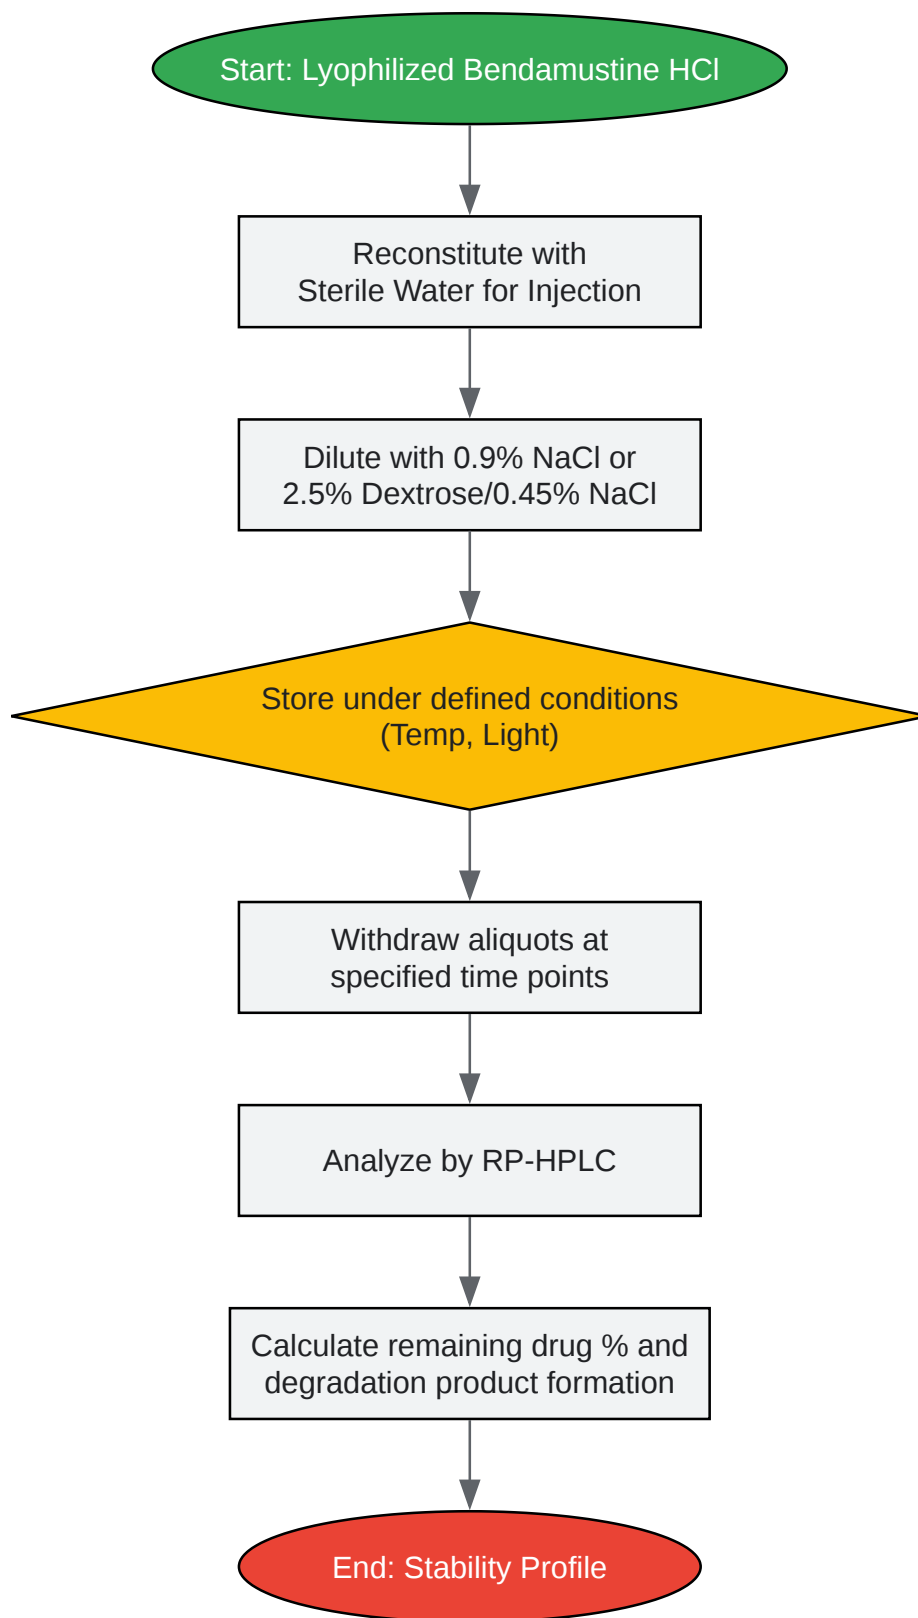 Start: Lyophilized Bendamustine HCl
Reconstitute with
Sterile Water for Injection
Dilute with 0.9% NaCl or
2.5% Dextrose/0.45% NaCl
Store under defined conditions
(Temp, Light)
Withdraw aliquots at
specified time points
Analyze by RP-HPLC
Calculate remaining drug % and
degradation product formation
End: Stability Profile